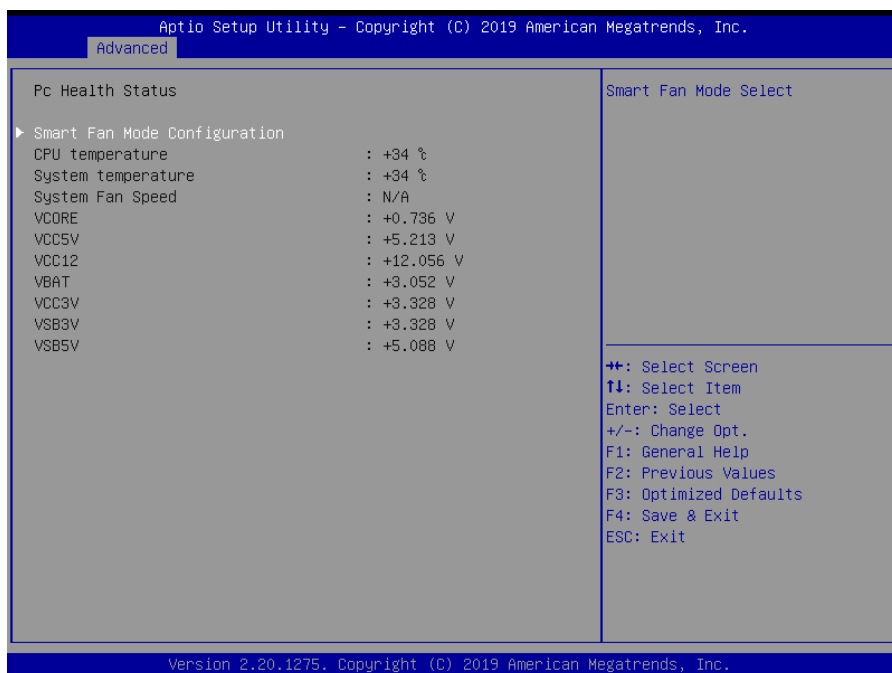 Aptio Setup Utility – Copyright (C) 2019 American Megatrends, Inc.
Advanced
Pc Health Status
▶ Smart Fan Mode Configuration
CPU temperature : +34 ℃
System temperature : +34 ℃
System Fan Speed : N/A
VCORE : +0.736 V
VCC5V : +5.213 V
VCC12 : +12.056 V
VBAT : +3.052 V
VCC3V : +3.328 V
VSB3V : +3.328 V
VSB5V : +5.088 V
Smart Fan Mode Select
→←: Select Screen
↑↓: Select Item
Enter: Select
+/-: Change Opt.
F1: General Help
F2: Previous Values
F3: Optimized Defaults
F4: Save & Exit
ESC: Exit
Version 2.20.1275. Copyright (C) 2019 American Megatrends, Inc.